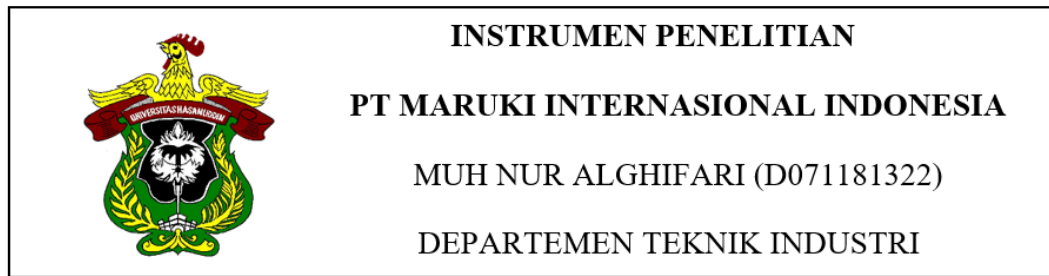 INSTRUMEN PENELITIAN
PT MARUKI INTERNASIONAL INDONESIA
MUH NUR ALGHIFARI (D071181322)
DEPARTEMEN TEKNIK INDUSTRI
UNIVERSITAS HASANUDDIN